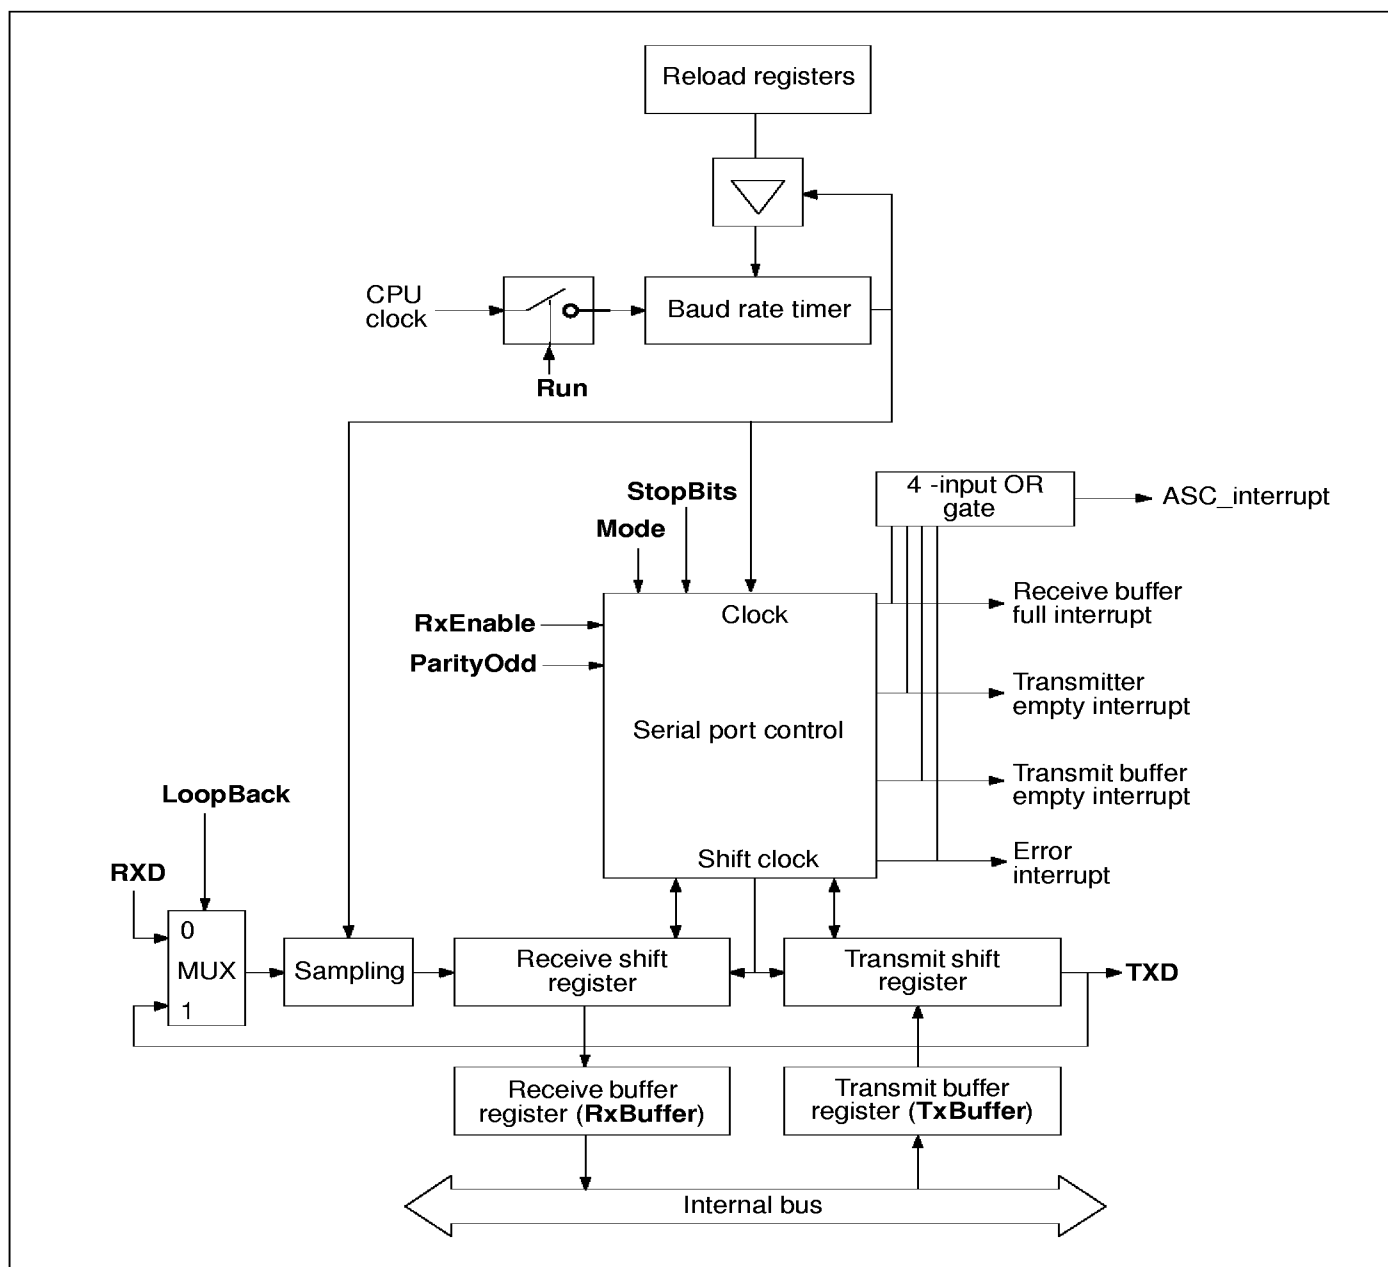 Reload registers
CPU
clock
Baud rate timer
Run
StopBits
Mode
4 -input OR
gate
ASC_interrupt
RxEnable
ParityOdd
Clock
Serial port control
Shift clock
Receive buffer
full interrupt
Transmitter
empty interrupt
Transmit buffer
empty interrupt
Error
interrupt
LoopBack
RXD
0
MUX
1
Sampling
Receive shift
register
Transmit shift
register
TXD
Receive buffer
register (RxBuffer)
Transmit buffer
register (TxBuffer)
Internal bus